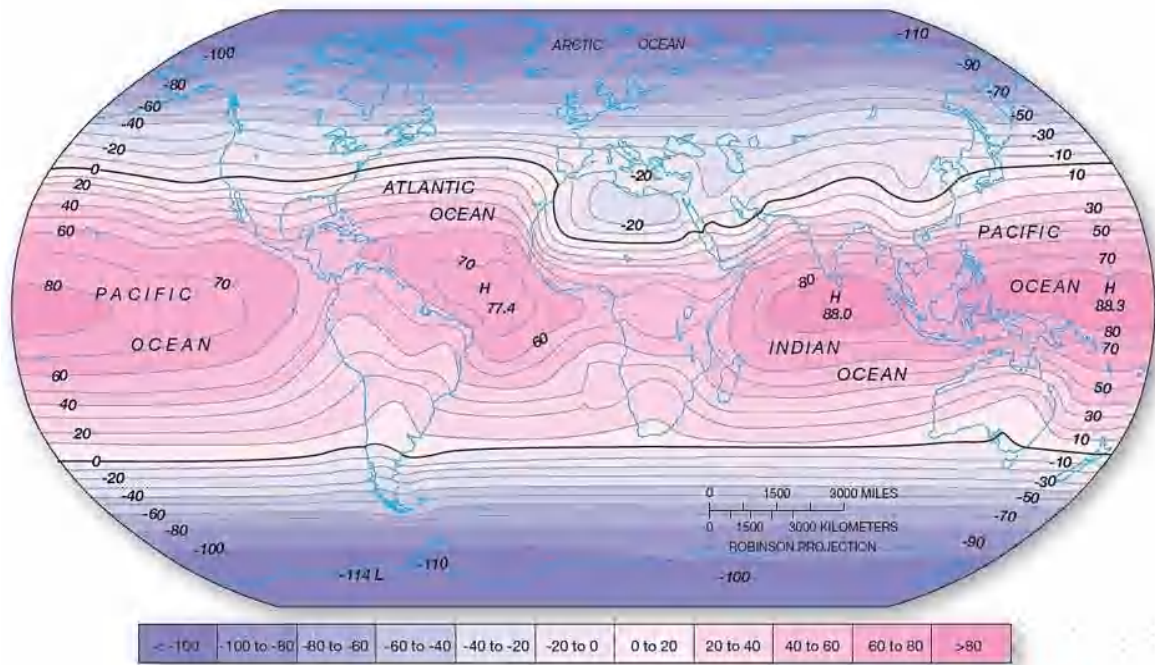 ARCTIC OCEAN
-100
-110
-90
-80
-70
-60
-50
-40
-30
-20
-10
0
10
20
-20
ATLANTIC
OCEAN
40
30
-20
60
50
PACIFIC
70
70
80
70
80
H
77.4
H
88.0
OCEAN
H
88.3
PACIFIC
OCEAN
60
INDIAN
OCEAN
80
70
60
50
40
30
20
10
0
-10
-20
-30
-40
-50
-60
-70
-80
-90
-100
0 1500 3000 MILES
0 1500 3000 KILOMETERS
ROBINSON PROJECTION
-114 L
-110
-100
< -100 -100 to -80 -80 to -60 -60 to -40 -40 to -20 -20 to 0 0 to 20 20 to 40 40 to 60 60 to 80 >80